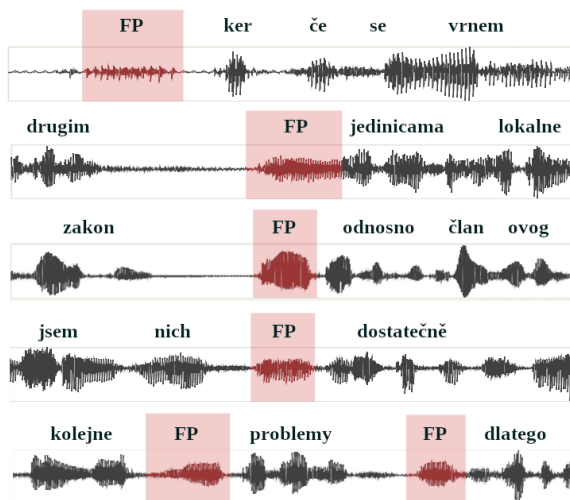 FP ker če se vrnem
drugim FP jedinicama lokalne
zakon FP odnosno član ovog
jsem nich FP dostatečně
kolejne FP problemy FP dlatego